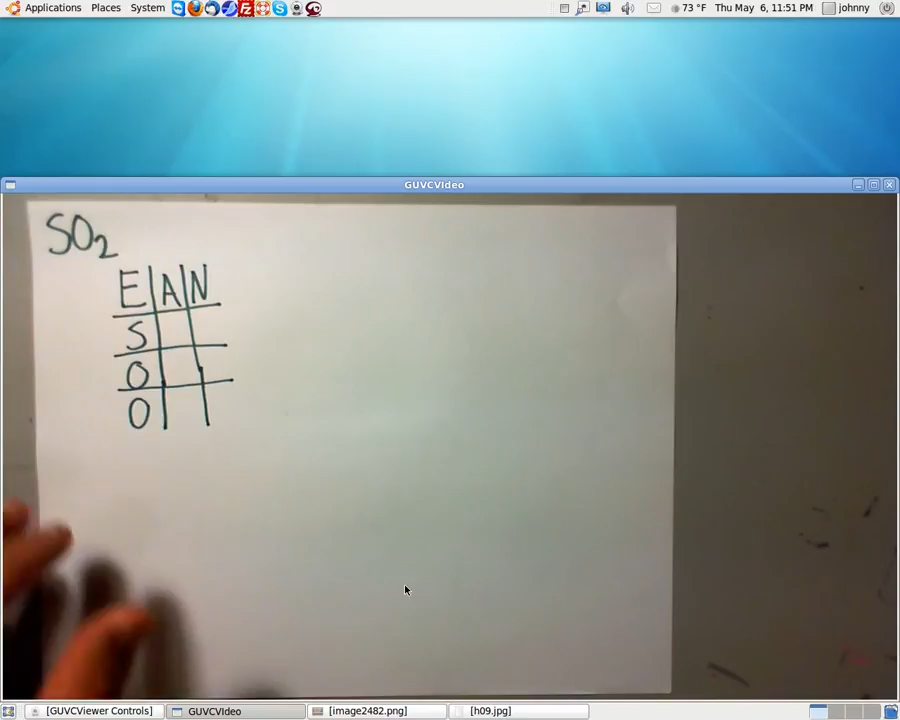 Applications Places System 73 °F Thu May 6, 11:51 PM johnny
GUVCVideo
SO2
E A N
S
O
O
[GUVCViewer Controls] GUVCVideo [image2482.png] [h09.jpg]